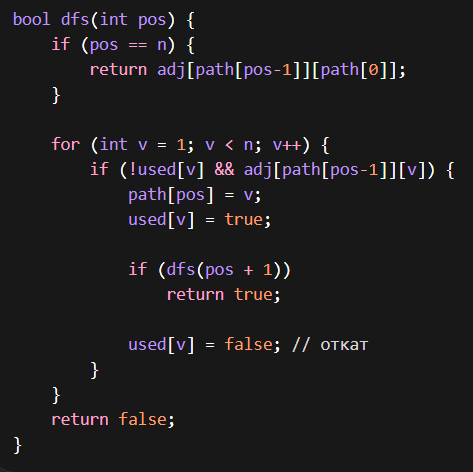 bool dfs(int pos) {
    if (pos == n) {
        return adj[path[pos-1]][path[0]];
    }

    for (int v = 1; v < n; v++) {
        if (!used[v] && adj[path[pos-1]][v]) {
            path[pos] = v;
            used[v] = true;

            if (dfs(pos + 1))
                return true;

            used[v] = false; // откат
        }
    }
    return false;
}